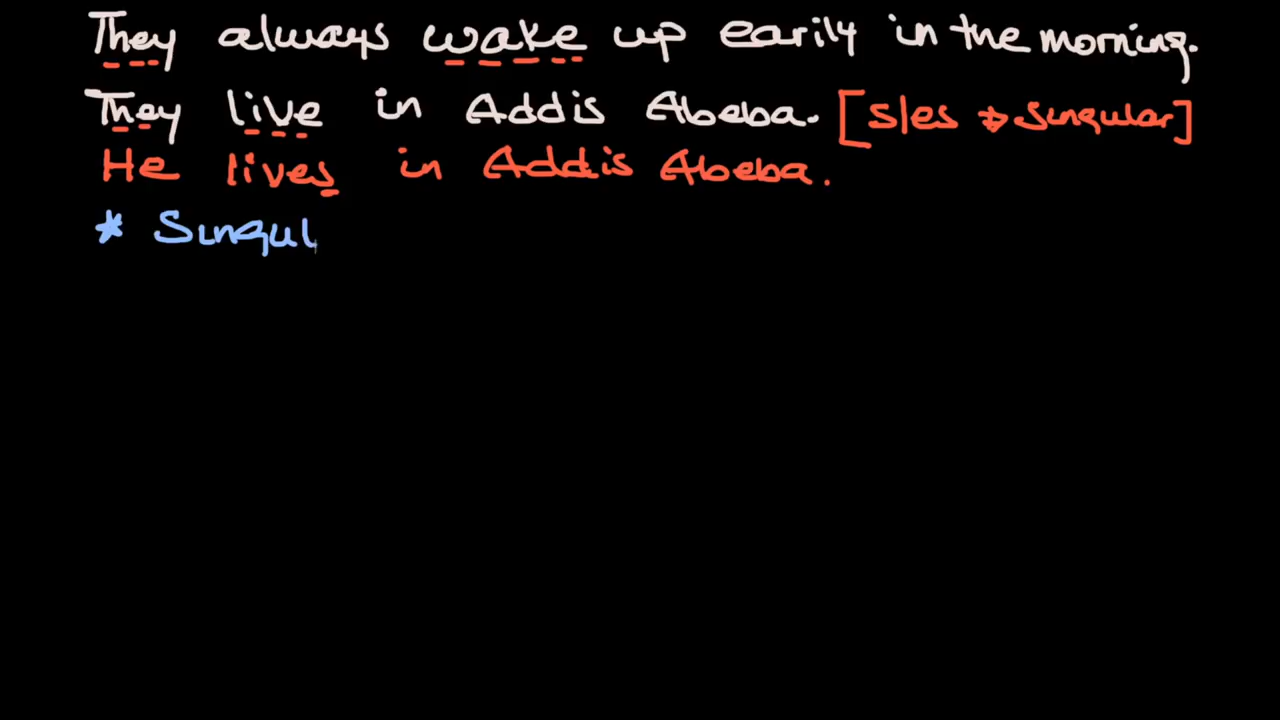 They always wake up earily in the morning.
They live in Addis Abeba. [s/es → singular]
He lives in Addis Abeba.
* Singul